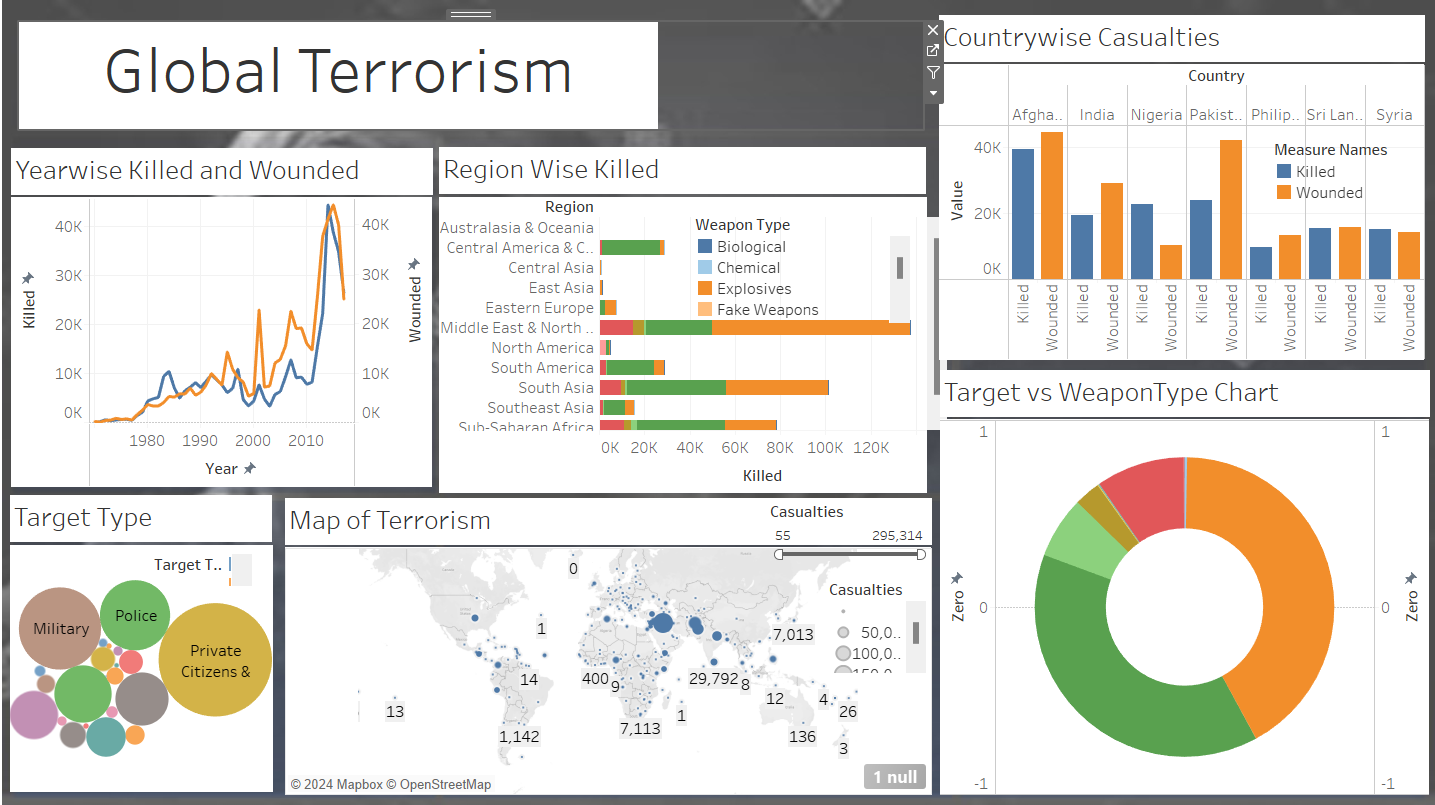 Global Terrorism
Countrywise Casualties
Country
Afgha.. India Nigeria Pakist.. Philip.. Sri Lan.. Syria
40K
20K
0K
Value
Measure Names
Killed
Wounded
Killed Wounded Killed Wounded Killed Wounded Killed Wounded Killed Wounded Killed Wounded Killed Wounded
Yearwise Killed and Wounded
40K 40K
30K 30K
20K 20K
10K 10K
0K 0K
Killed
Wounded
1980 1990 2000 2010
Year
Region Wise Killed
Region
Australasia & Oceania
Central America & C..
Central Asia
East Asia
Eastern Europe
Middle East & North ..
North America
South America
South Asia
Southeast Asia
Sub-Saharan Africa
Weapon Type
Biological
Chemical
Explosives
Fake Weapons
0K 20K 40K 60K 80K 100K 120K
Killed
Target vs WeaponType Chart
1 1
0 0
-1 -1
Zero
Zero
Target Type
Target T..
Military
Police
Private
Citizens &
Map of Terrorism
Casualties
55 295,314
Casualties
50,0..
100,0..
150,0..
0
1
7,013
14
400
9
29,792
8
12
4
26
13
1
1,142
7,113
136
3
1 null
© 2024 Mapbox © OpenStreetMap